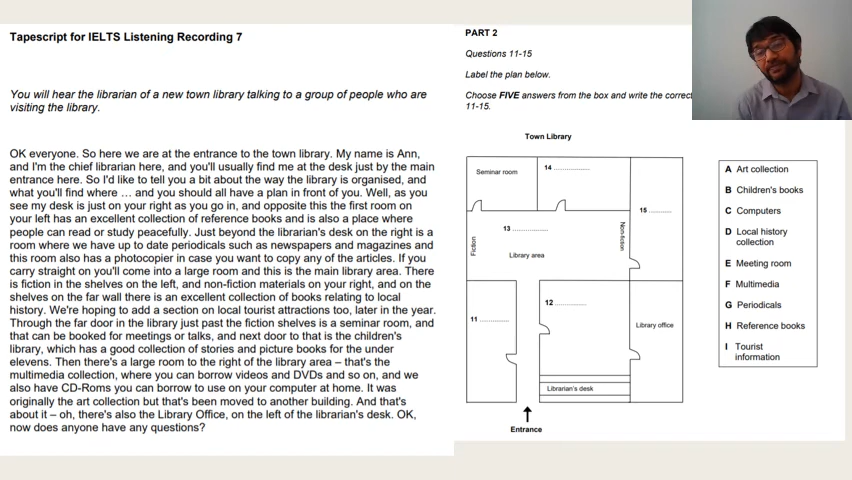 Tapescript for IELTS Listening Recording 7
You will hear the librarian of a new town library talking to a group of people who are
visiting the library.
OK everyone. So here we are at the entrance to the town library. My name is Ann,
and I'm the chief librarian here, and you'll usually find me at the desk just by the main
entrance here. So I'd like to tell you a bit about the way the library is organised, and
what you'll find where … and you should all have a plan in front of you. Well, as you
see my desk is just on your right as you go in, and opposite this the first room on
your left has an excellent collection of reference books and is also a place where
people can read or study peacefully. Just beyond the librarian's desk on the right is a
room where we have up to date periodicals such as newspapers and magazines and
this room also has a photocopier in case you want to copy any of the articles. If you
carry straight on you'll come into a large room and this is the main library area. There
is fiction in the shelves on the left, and non-fiction materials on your right, and on the
shelves on the far wall there is an excellent collection of books relating to local
history. We're hoping to add a section on local tourist attractions too, later in the year.
Through the far door in the library just past the fiction shelves is a seminar room, and
that can be booked for meetings or talks, and next door to that is the children's
library, which has a good collection of stories and picture books for the under
elevens. Then there's a large room to the right of the library area – that's the
multimedia collection, where you can borrow videos and DVDs and so on, and we
also have CD-Roms you can borrow to use on your computer at home. It was
originally the art collection but that's been moved to another building. And that's
about it – oh, there's also the Library Office, on the left of the librarian's desk. OK,
now does anyone have any questions?
PART 2
Questions 11-15
Label the plan below.
Choose FIVE answers from the box and write the correct
11-15.
Town Library
Seminar room
14 ...............
15 .........
13 ...............
Fiction
Non-fiction
Library area
11 ............
12 .............
Library office
Librarian's desk
Entrance
A Art collection
B Children's books
C Computers
D Local history
collection
E Meeting room
F Multimedia
G Periodicals
H Reference books
I Tourist
information